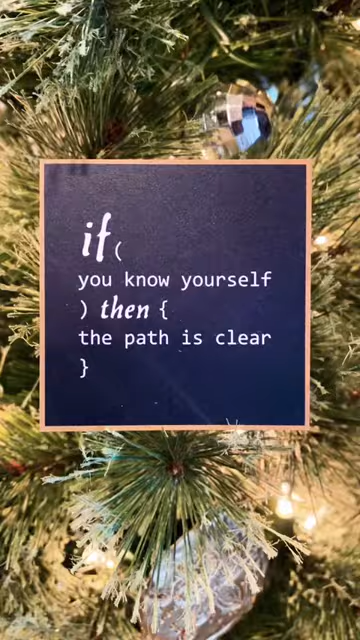 if(
you know yourself
) then {
the path is clear
}